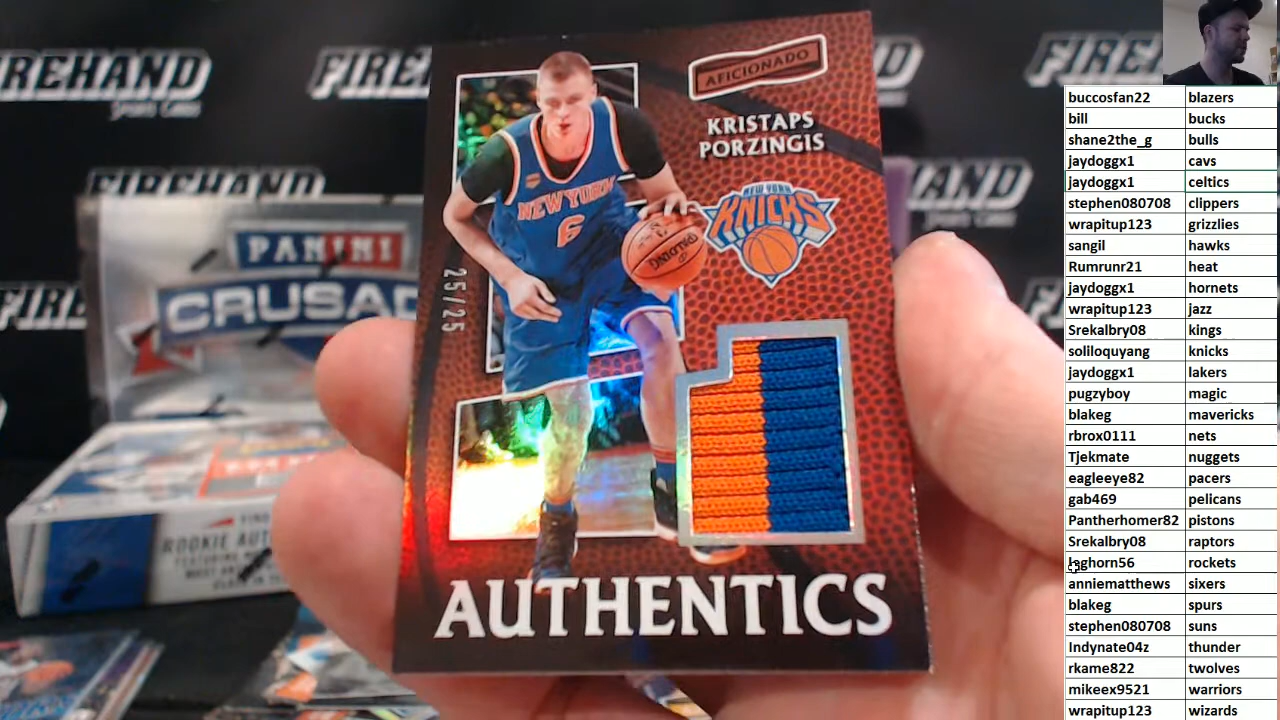 FIREHAND
Sports Cards
FIREHAND
PANINI
CRUSAD
ROOKIE AUT
AFICIONADO
KRISTAPS
PORZINGIS
NEW YORK
KNICKS
NEW YORK
6
SPALDING
25/25
AUTHENTICS
buccosfan22 blazers
bill bucks
shane2the_g bulls
jaydoggx1 cavs
jaydoggx1 celtics
stephen080708 clippers
wrapitup123 grizzlies
sangil hawks
Rumrunr21 heat
jaydoggx1 hornets
wrapitup123 jazz
Srekalbry08 kings
soliloquyang knicks
jaydoggx1 lakers
pugzyboy magic
blakeg mavericks
rbrox0111 nets
Tjekmate nuggets
eagleeye82 pacers
gab469 pelicans
Pantherhomer82 pistons
Srekalbry08 raptors
rockets
anniematthews sixers
blakeg spurs
stephen080708 suns
Indynate04z thunder
rkame822 twolves
mikeex9521 warriors
wrapitup123 wizards